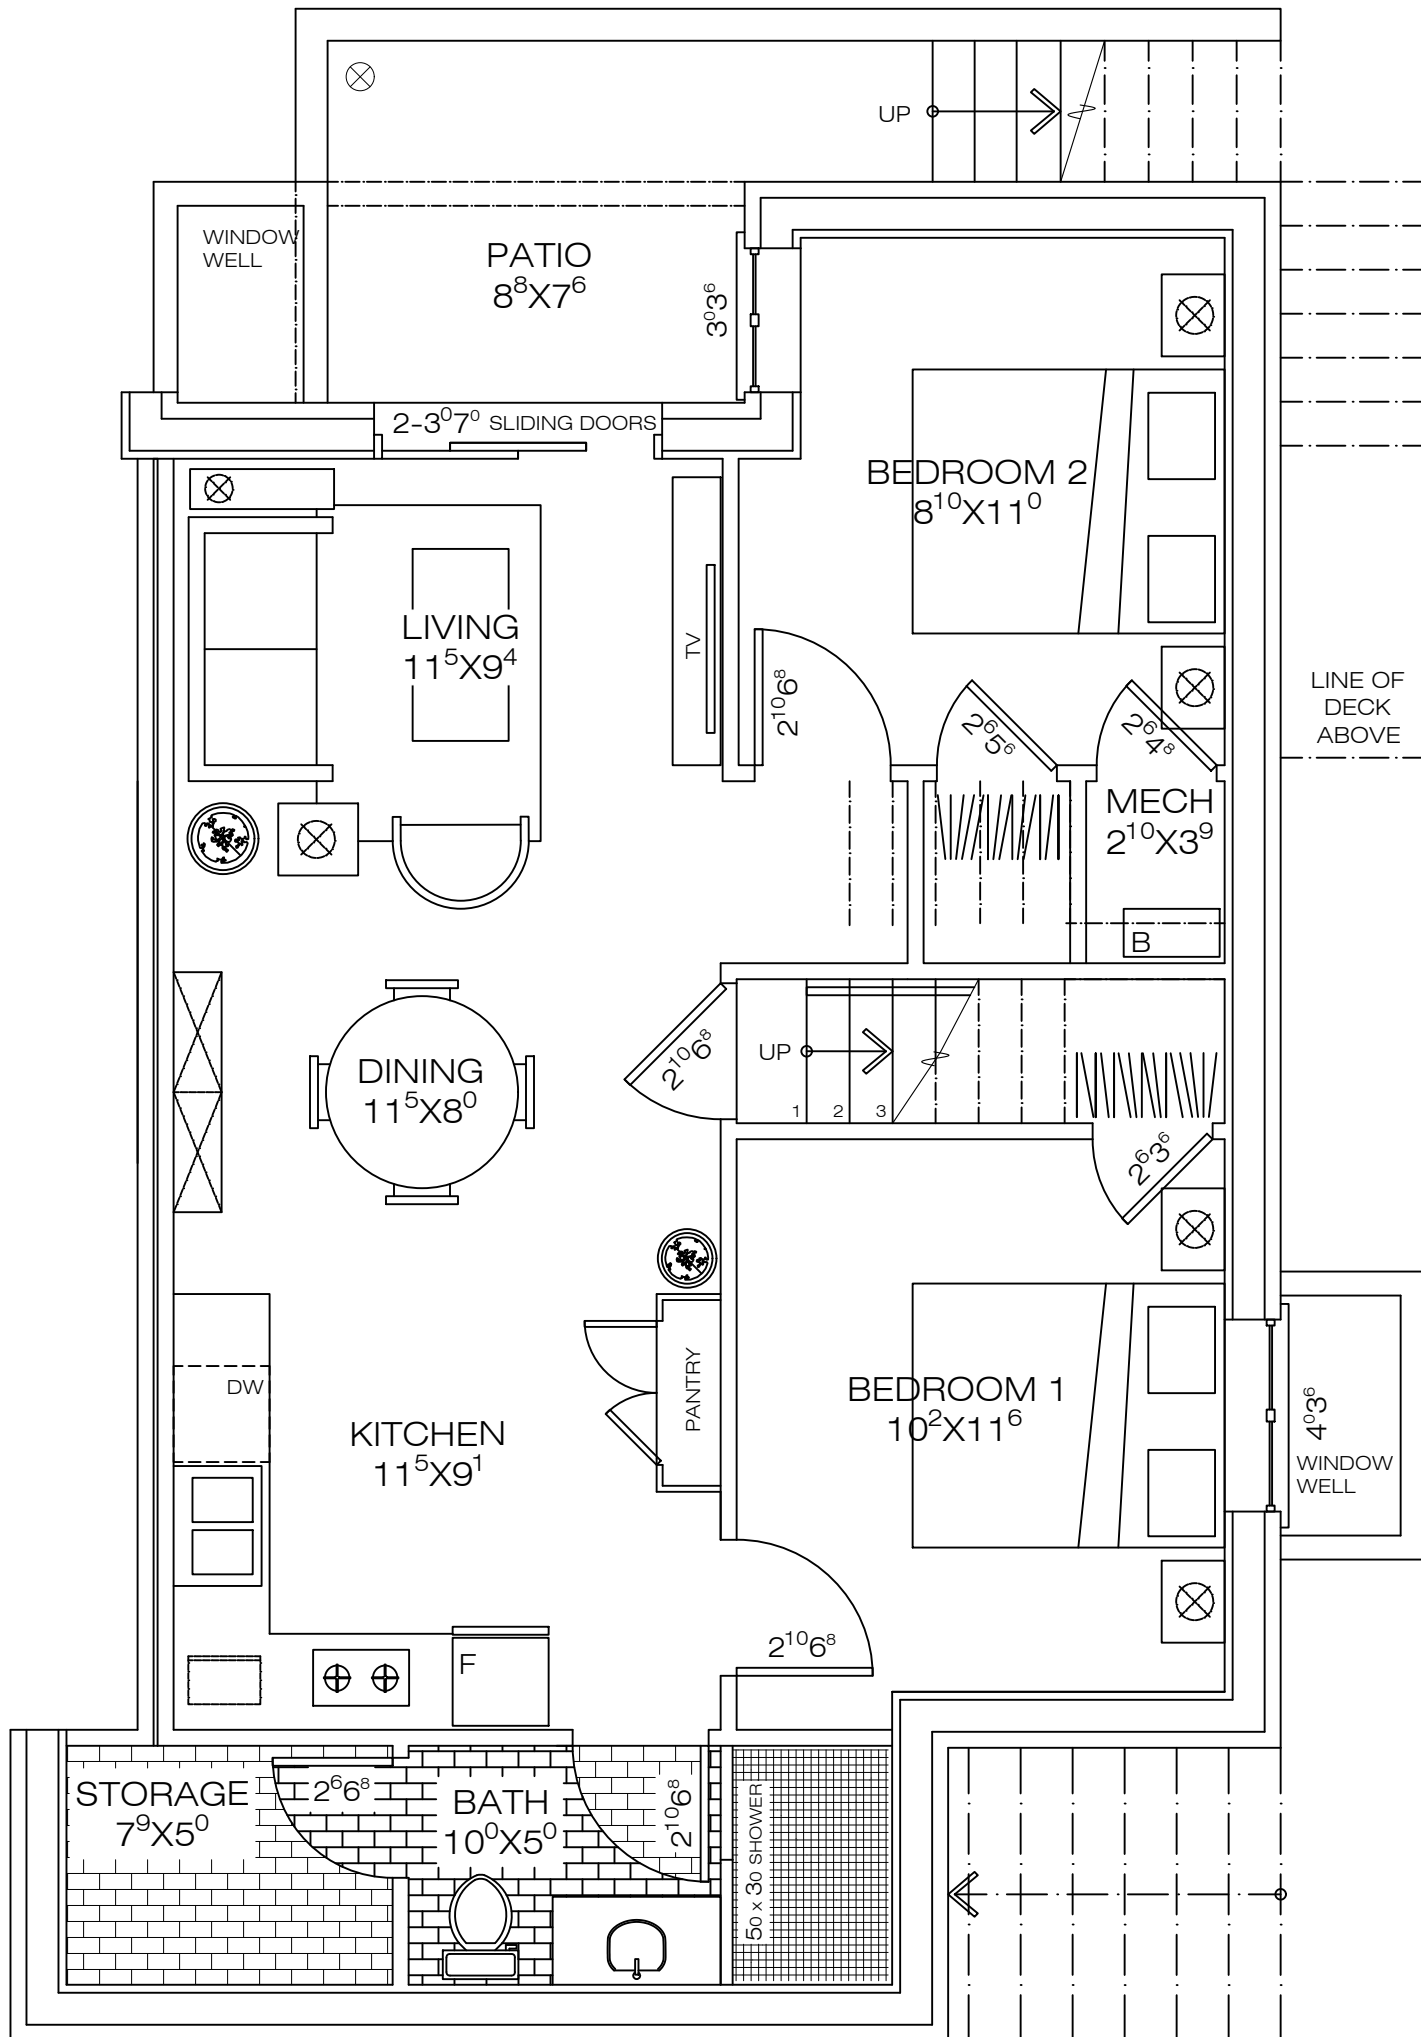 UP
WINDOW
WELL
PATIO
8⁸X7⁶
3⁰3⁶
2-3⁰7⁰ SLIDING DOORS
BEDROOM 2
8¹⁰X11⁰
LIVING
11⁵X9⁴
TV
2¹⁰6⁸
2⁶5⁶
2⁶4⁸
LINE OF
DECK
ABOVE
MECH
2¹⁰X3⁹
B
DINING
11⁵X8⁰
2¹⁰6⁸
UP
1 2 3
2⁶3⁶
PANTRY
DW
BEDROOM 1
10²X11⁶
4⁰3⁶
WINDOW
WELL
KITCHEN
11⁵X9¹
2¹⁰6⁸
F
STORAGE
7⁹X5⁰
2⁶6⁸
BATH
10⁰X5⁰
2¹⁰6⁸
50 x 30 SHOWER